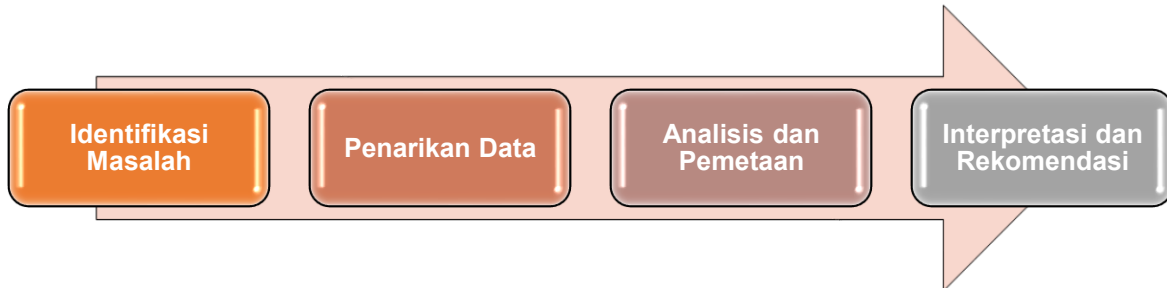 Identifikasi
Masalah
Penarikan Data
Analisis dan
Pemetaan
Interpretasi dan
Rekomendasi